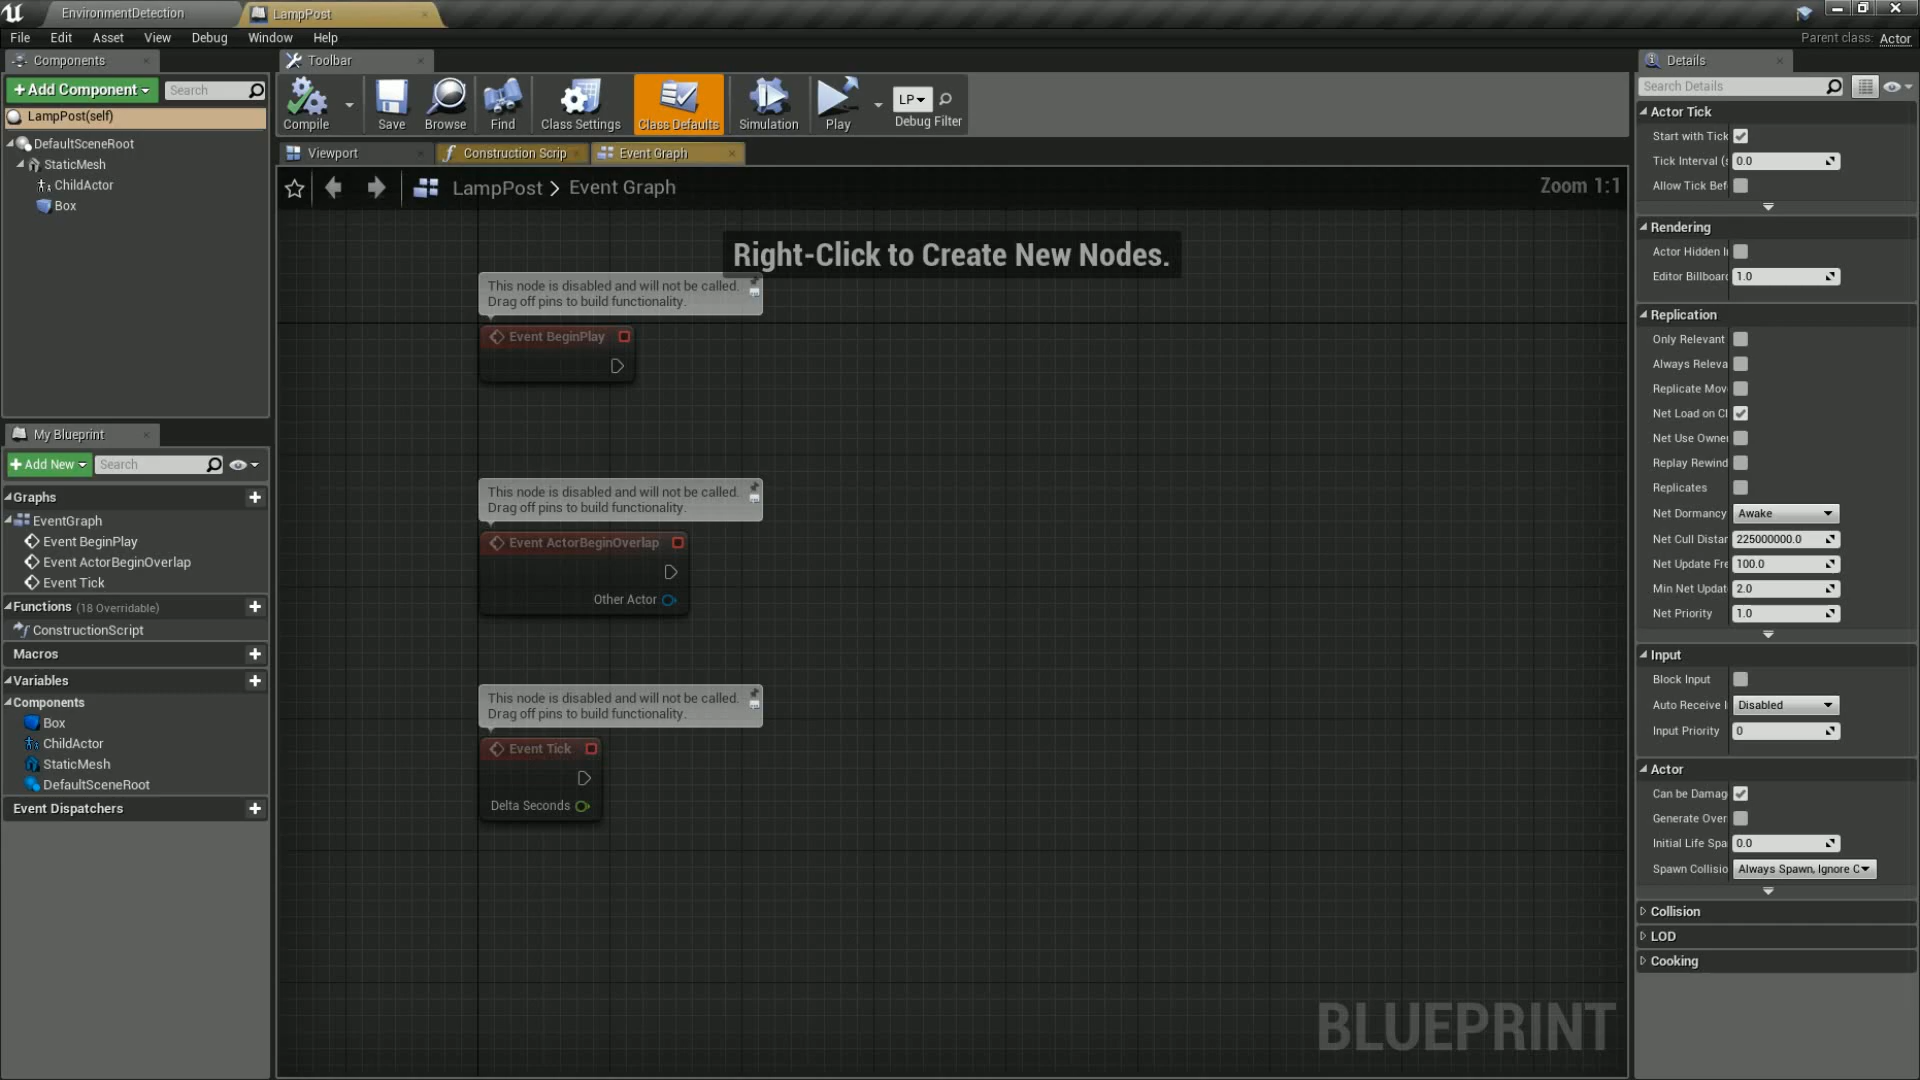 EnvironmentDetection
LampPost
File Edit Asset View Debug Window Help
Parent class: Actor
Components
+Add Component
Search
LampPost(self)
DefaultSceneRoot
StaticMesh
ChildActor
Box
My Blueprint
+Add New
Search
Graphs
EventGraph
Event BeginPlay
Event ActorBeginOverlap
Event Tick
Functions (18 Overridable)
ConstructionScript
Macros
Variables
Components
Box
ChildActor
StaticMesh
DefaultSceneRoot
Event Dispatchers
Toolbar
Compile
Save
Browse
Find
Class Settings
Class Defaults
Simulation
Play
LP
Debug Filter
Viewport
Construction Scrip
Event Graph
LampPost > Event Graph
Zoom 1:1
Right-Click to Create New Nodes.
This node is disabled and will not be called.
Drag off pins to build functionality.
Event BeginPlay
This node is disabled and will not be called.
Drag off pins to build functionality.
Event ActorBeginOverlap
Other Actor
This node is disabled and will not be called.
Drag off pins to build functionality.
Event Tick
Delta Seconds
BLUEPRINT
Details
Search Details
Actor Tick
Start with Tick
Tick Interval (s 0.0
Allow Tick Bef
Rendering
Actor Hidden I
Editor Billboar 1.0
Replication
Only Relevant
Always Releva
Replicate Mov
Net Load on Cl
Net Use Owne
Replay Rewind
Replicates
Net Dormancy Awake
Net Cull Distar 225000000.0
Net Update Fre 100.0
Min Net Updat 2.0
Net Priority 1.0
Input
Block Input
Auto Receive I Disabled
Input Priority 0
Actor
Can be Damag
Generate Over
Initial Life Spa 0.0
Spawn Collisio Always Spawn, Ignore C
Collision
LOD
Cooking